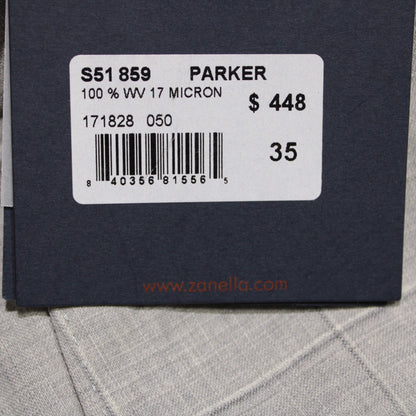 S51 859 PARKER
100 % WV 17 MICRON
$ 448
171828 050
35
8 40356 81556 5
www.zanella.com